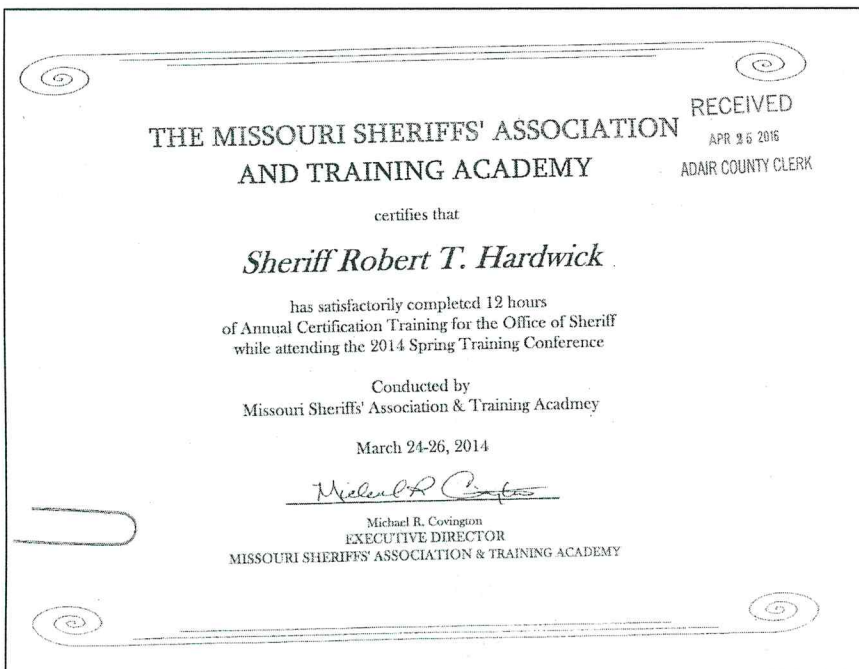 THE MISSOURI SHERIFFS' ASSOCIATION
AND TRAINING ACADEMY
RECEIVED
APR 25 2016
ADAIR COUNTY CLERK
certifies that
Sheriff Robert T. Hardwick
has satisfactorily completed 12 hours
of Annual Certification Training for the Office of Sheriff
while attending the 2014 Spring Training Conference
Conducted by
Missouri Sheriffs' Association & Training Acadmey
March 24-26, 2014
Michael R. Covington
EXECUTIVE DIRECTOR
MISSOURI SHERIFFS' ASSOCIATION & TRAINING ACADEMY